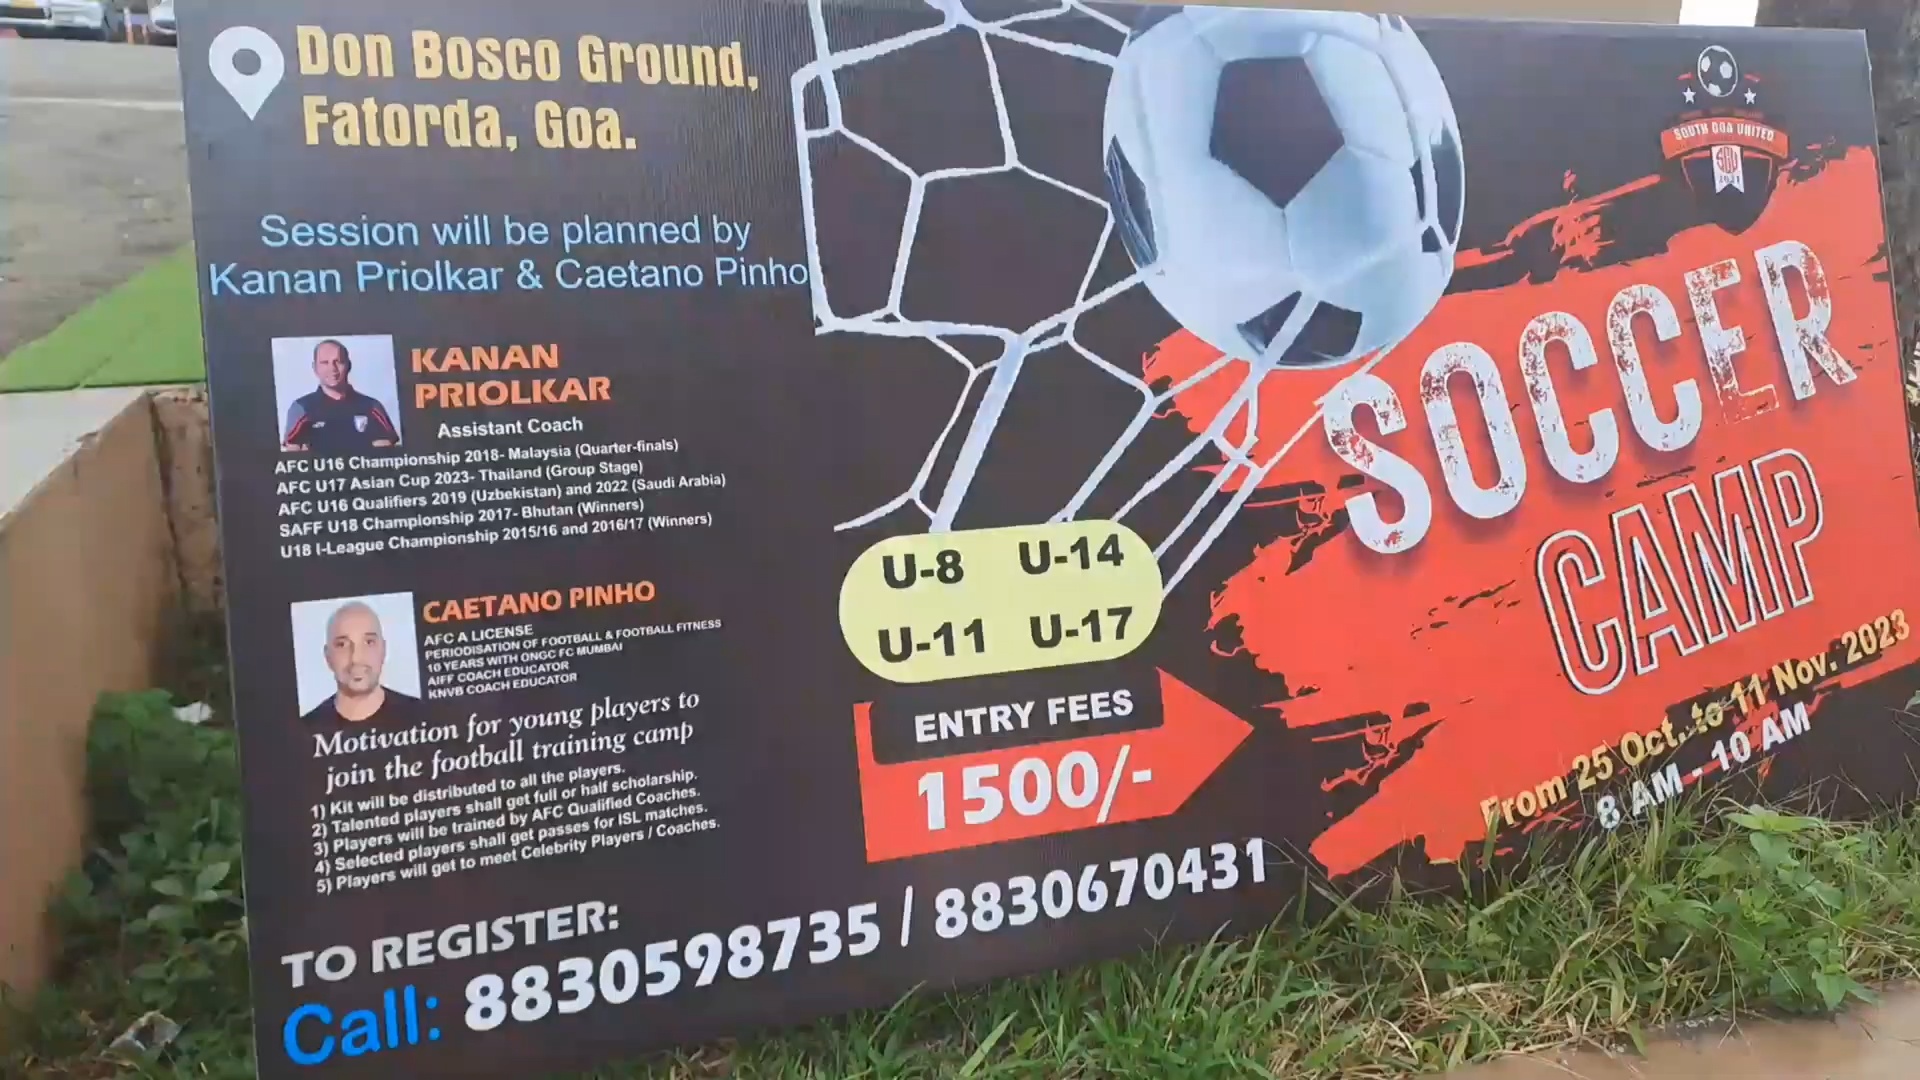 Don Bosco Ground,
Fatorda, Goa.
Session will be planned by
Kanan Priolkar & Caetano Pinho
KANAN
PRIOLKAR
Assistant Coach
AFC U16 Championship 2018- Malaysia (Quarter-finals)
AFC U17 Asian Cup 2023- Thailand (Group Stage)
AFC U16 Qualifiers 2019 (Uzbekistan) and 2022 (Saudi Arabia)
SAFF U18 Championship 2017- Bhutan (Winners)
U18 I-League Championship 2015/16 and 2016/17 (Winners)
CAETANO PINHO
AFC A LICENSE
PERIODISATION OF FOOTBALL & FOOTBALL FITNESS
10 YEARS WITH ONGC FC MUMBAI
AIFF COACH EDUCATOR
KNVB COACH EDUCATOR
Motivation for young players to
join the football training camp
1) Kit will be distributed to all the players.
2) Talented players shall get full or half scholarship.
3) Players will be trained by AFC Qualified Coaches.
4) Selected players shall get passes for ISL matches.
5) Players will get to meet Celebrity Players / Coaches.
TO REGISTER:
Call: 8830598735 / 8830670431
U-8 U-14
U-11 U-17
ENTRY FEES
1500/-
SOUTH GOA UNITED
SGU
2021
SOCCER
CAMP
From 25 Oct. to 11 Nov. 2023
8 AM - 10 AM